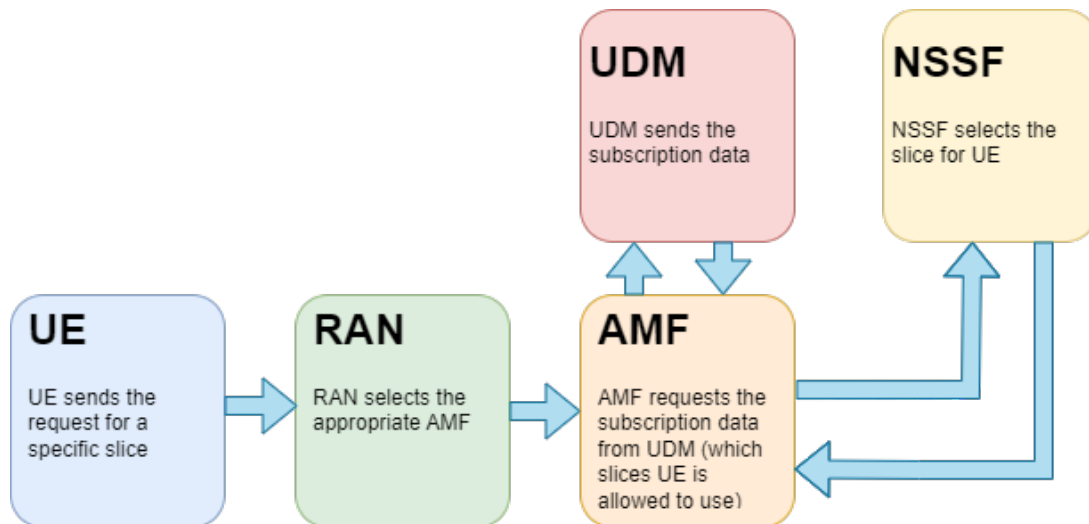 UDM
UDM sends the
subscription data
NSSF
NSSF selects the
slice for UE
UE
UE sends the
request for a
specific slice
RAN
RAN selects the
appropriate AMF
AMF
AMF requests the
subscription data
from UDM (which
slices UE is
allowed to use)